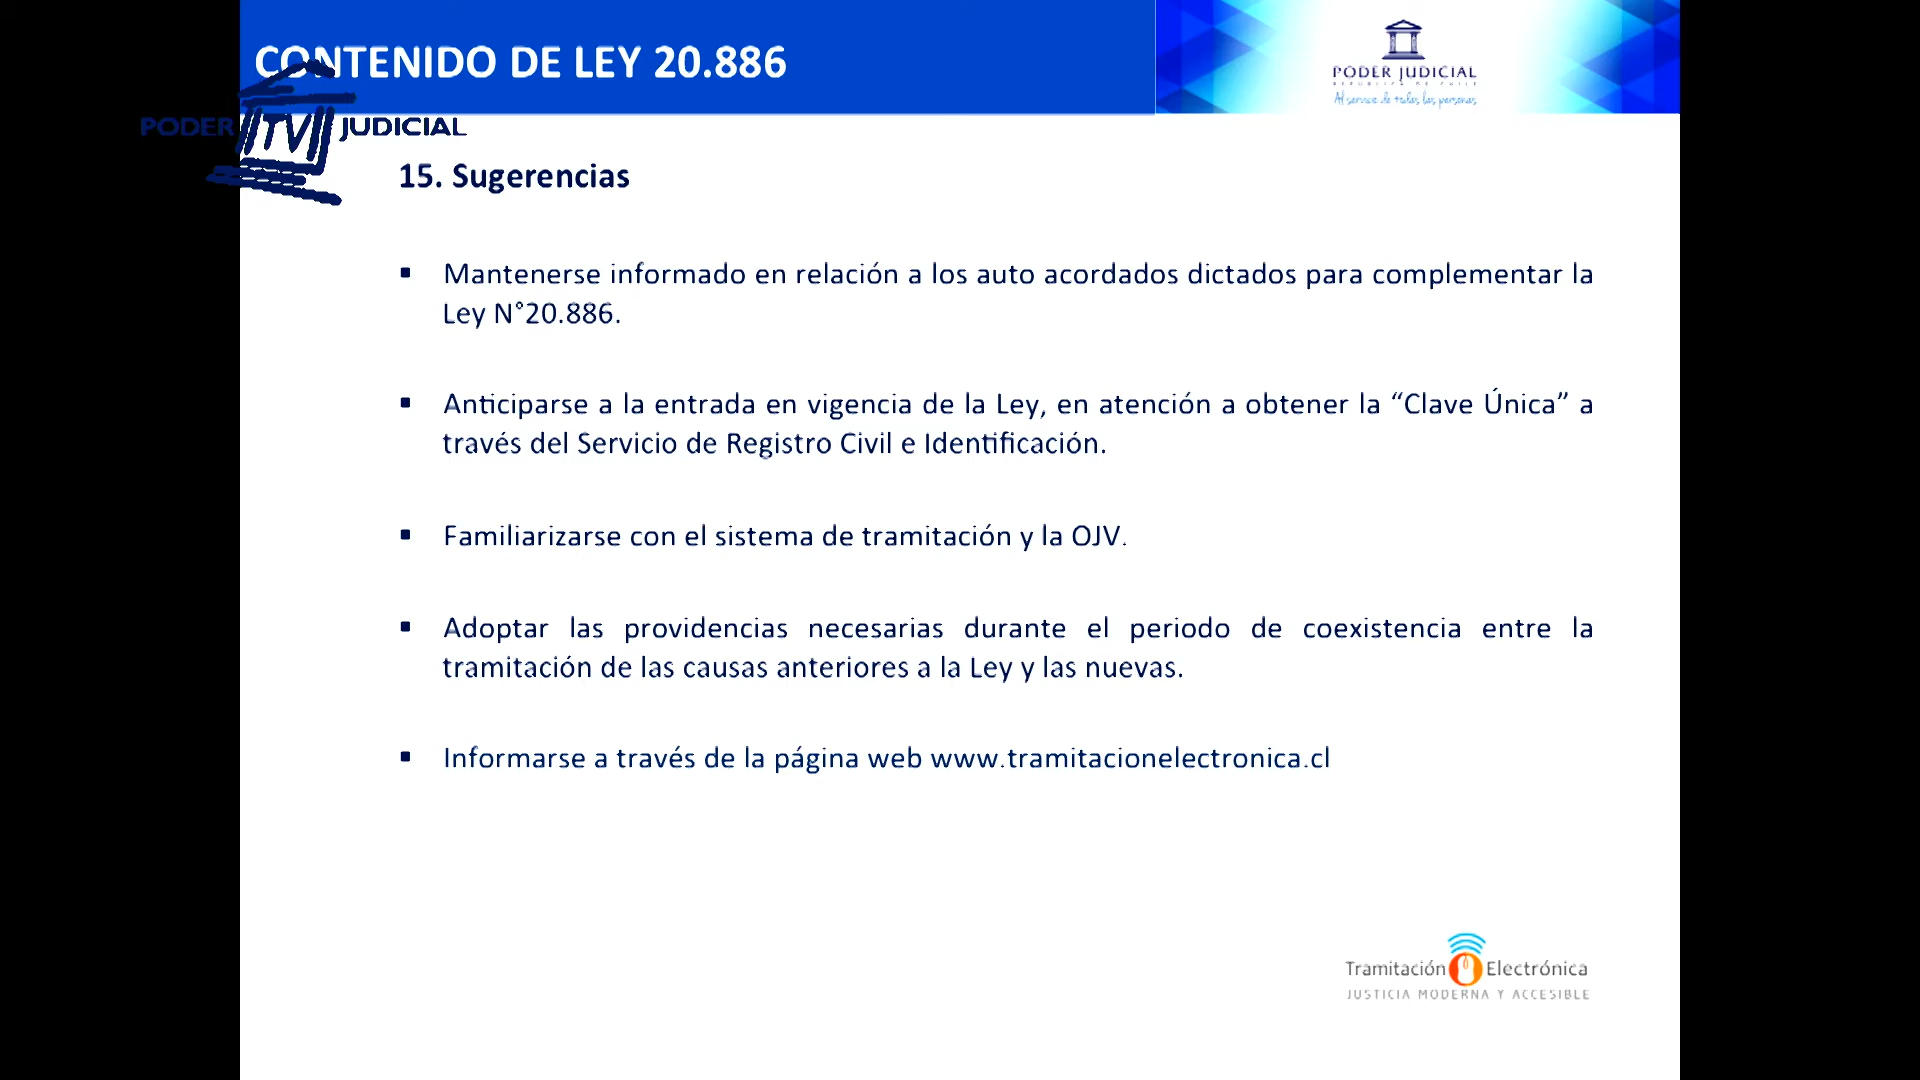 CONTENIDO DE LEY 20.886
PODER JUDICIAL
REPUBLICA DE CHILE
Al servicio de todas las personas
PODER TV JUDICIAL
15. Sugerencias
▪ Mantenerse informado en relación a los auto acordados dictados para complementar la
Ley N°20.886.
▪ Anticiparse a la entrada en vigencia de la Ley, en atención a obtener la “Clave Única” a
través del Servicio de Registro Civil e Identificación.
▪ Familiarizarse con el sistema de tramitación y la OJV.
▪ Adoptar las providencias necesarias durante el periodo de coexistencia entre la
tramitación de las causas anteriores a la Ley y las nuevas.
▪ Informarse a través de la página web www.tramitacionelectronica.cl
Tramitación Electrónica
JUSTICIA MODERNA Y ACCESIBLE